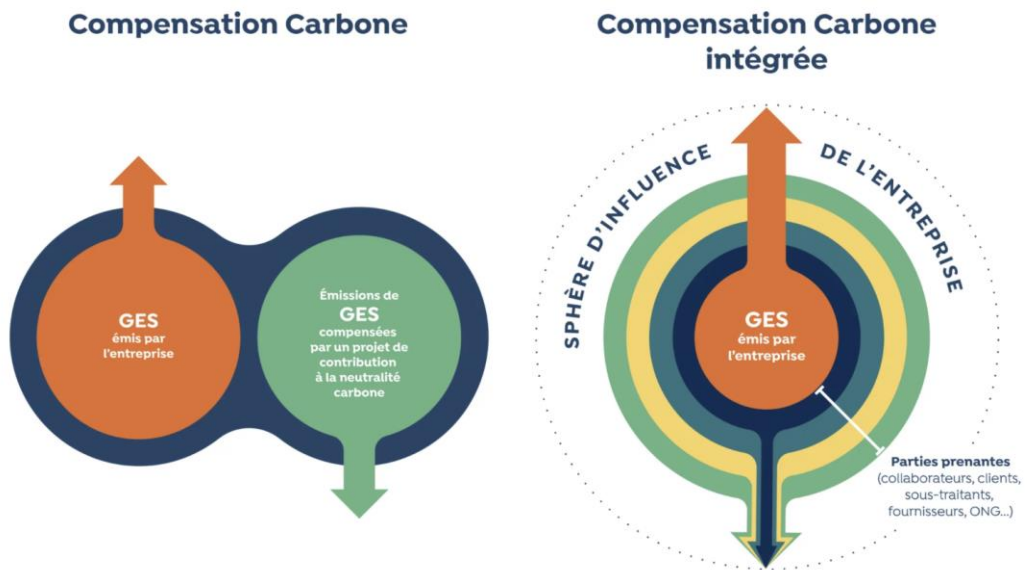 Compensation Carbone
GES
émis par
l'entreprise
Émissions de
GES
compensées
par un projet de
contribution
à la neutralité
carbone
Compensation Carbone
intégrée
SPHÈRE D'INFLUENCE
DE L'ENTREPRISE
GES
émis par
l'entreprise
Parties prenantes
(collaborateurs, clients,
sous-traitants,
fournisseurs, ONG...)